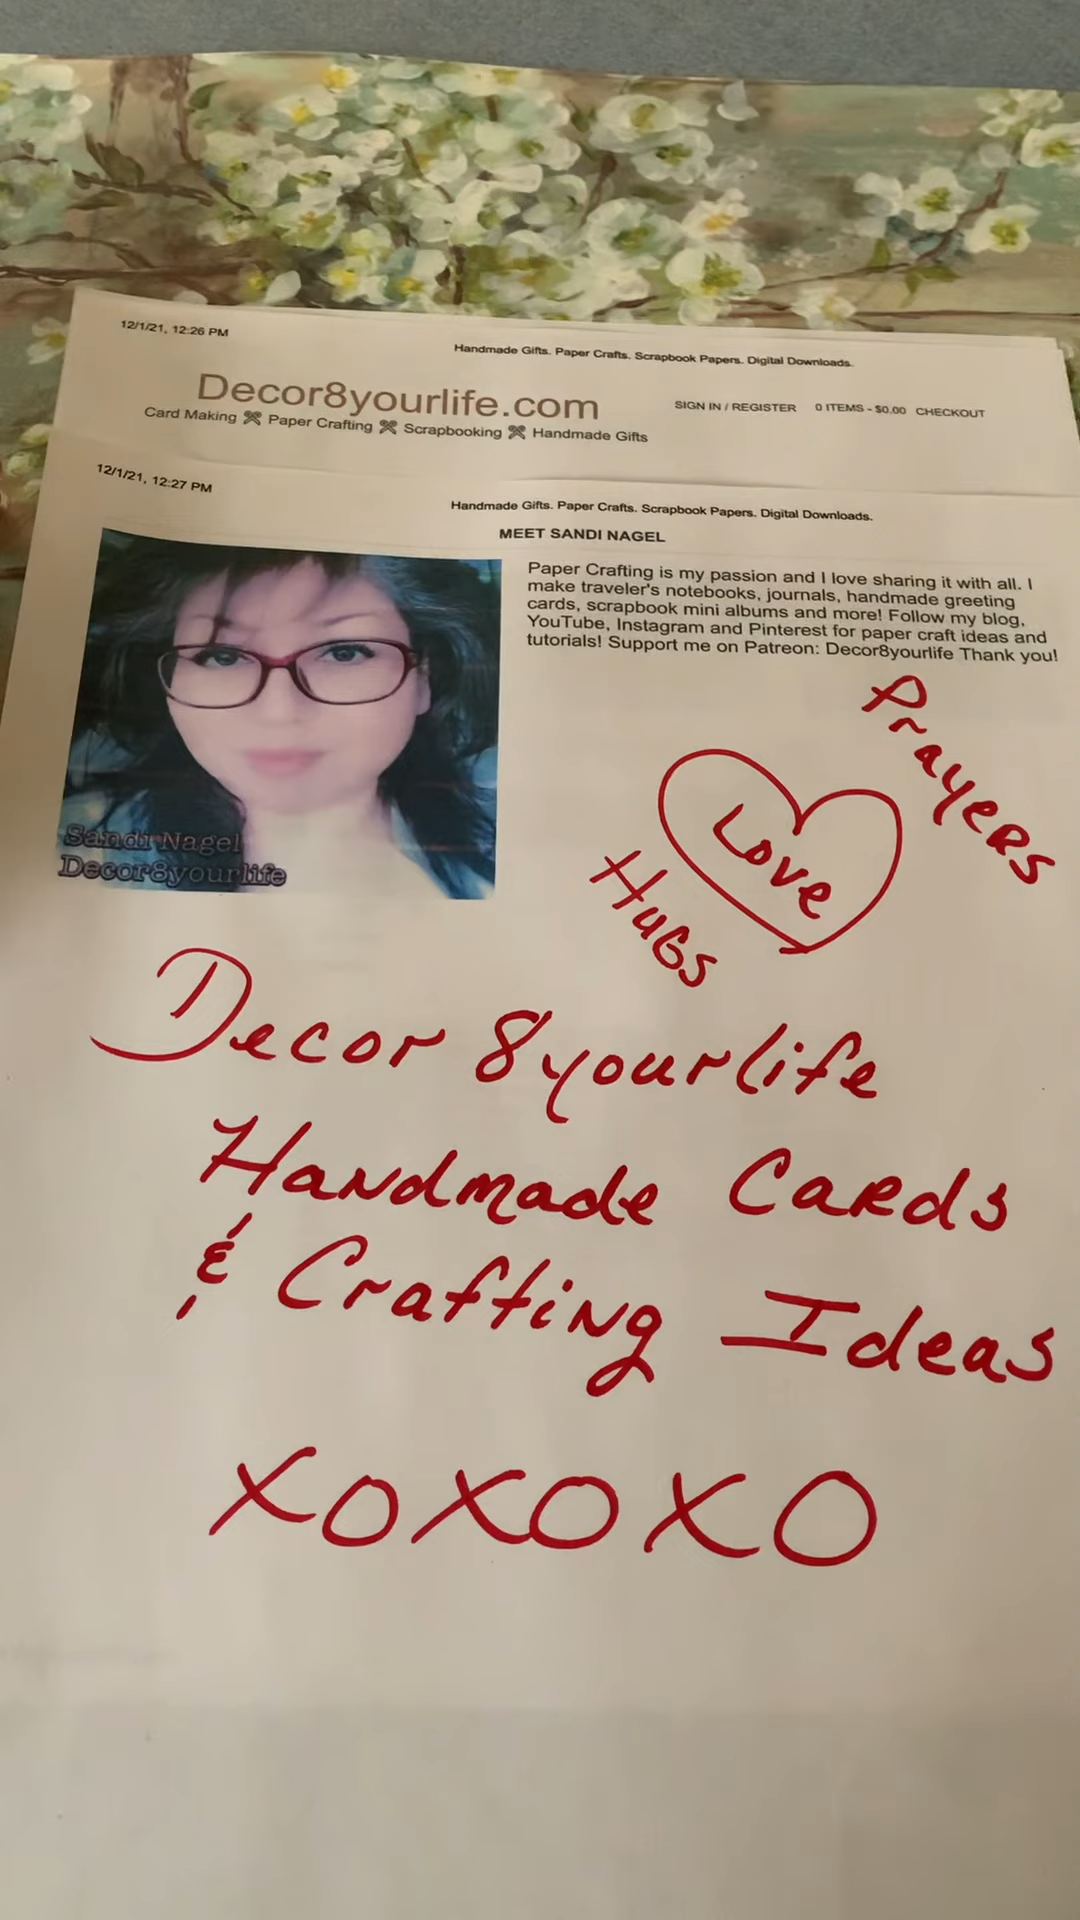 12/1/21, 12:26 PM
Handmade Gifts. Paper Crafts. Scrapbook Papers. Digital Downloads.
Decor8yourlife.com
SIGN IN / REGISTER 0 ITEMS - $0.00 CHECKOUT
Card Making Paper Crafting Scrapbooking Handmade Gifts
12/1/21, 12:27 PM
Handmade Gifts. Paper Crafts. Scrapbook Papers. Digital Downloads.
MEET SANDI NAGEL
Paper Crafting is my passion and I love sharing it with all. I
make traveler's notebooks, journals, handmade greeting
cards, scrapbook mini albums and more! Follow my blog,
YouTube, Instagram and Pinterest for paper craft ideas and
tutorials! Support me on Patreon: Decor8yourlife Thank you!
Sandi Nagel
Decor8yourlife
Prayers
Love
Hugs
Decor 8yourlife
Handmade Cards
& Crafting Ideas
XOXOXO